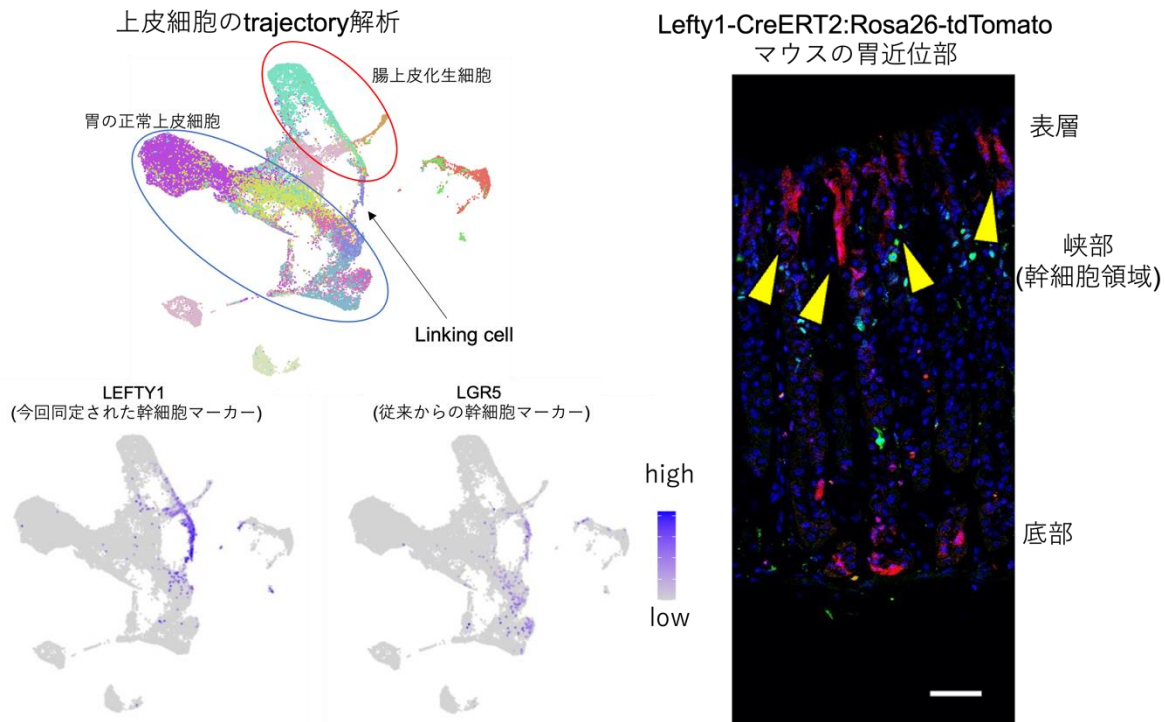 上皮細胞のtrajectory解析
腸上皮化生細胞
胃の正常上皮細胞
Linking cell
LEFTY1
(今回同定された幹細胞マーカー)
LGR5
(従来からの幹細胞マーカー)
high
low
Lefty1-CreERT2:Rosa26-tdTomato
マウスの胃近位部
表層
峡部
(幹細胞領域)
底部